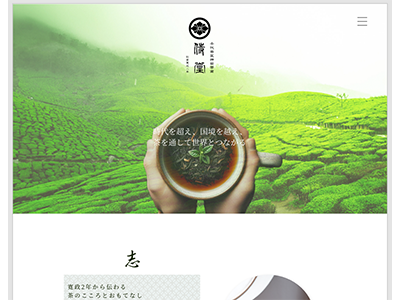 時代を超え、国境を越え、
茶を通して世界とつながる
志
寛政2年から伝わる
茶のこころとおもてなし